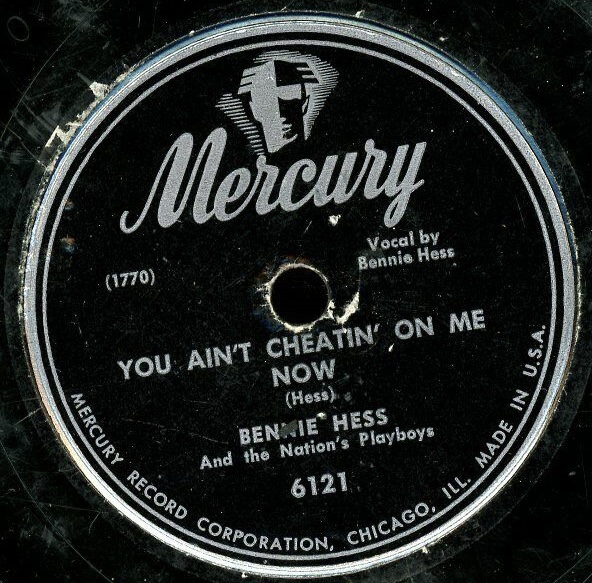 Mercury
Vocal by
Bennie Hess
(1770)
YOU AIN'T CHEATIN' ON ME
NOW
(Hess)
BENNIE HESS
And the Nation's Playboys
6121
MERCURY RECORD CORPORATION, CHICAGO, ILL. MADE IN U.S.A.